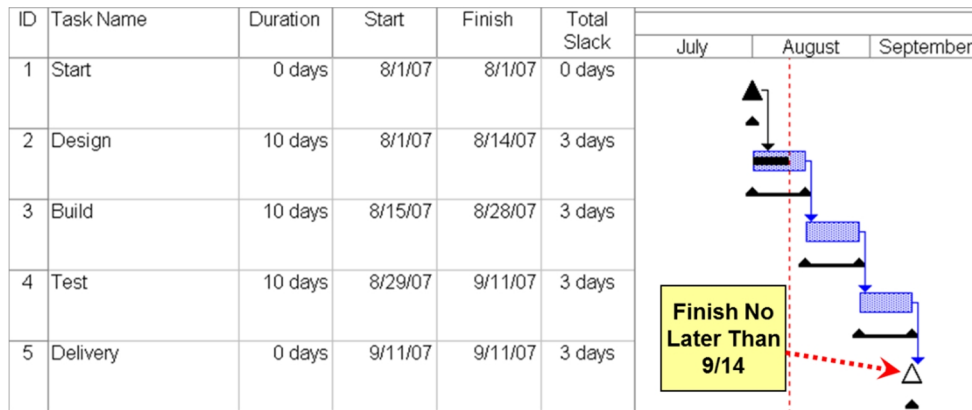 ID Task Name Duration Start Finish Total Slack
July August September
1 Start 0 days 8/1/07 8/1/07 0 days
2 Design 10 days 8/1/07 8/14/07 3 days
3 Build 10 days 8/15/07 8/28/07 3 days
4 Test 10 days 8/29/07 9/11/07 3 days
Finish No
Later Than
9/14
5 Delivery 0 days 9/11/07 9/11/07 3 days